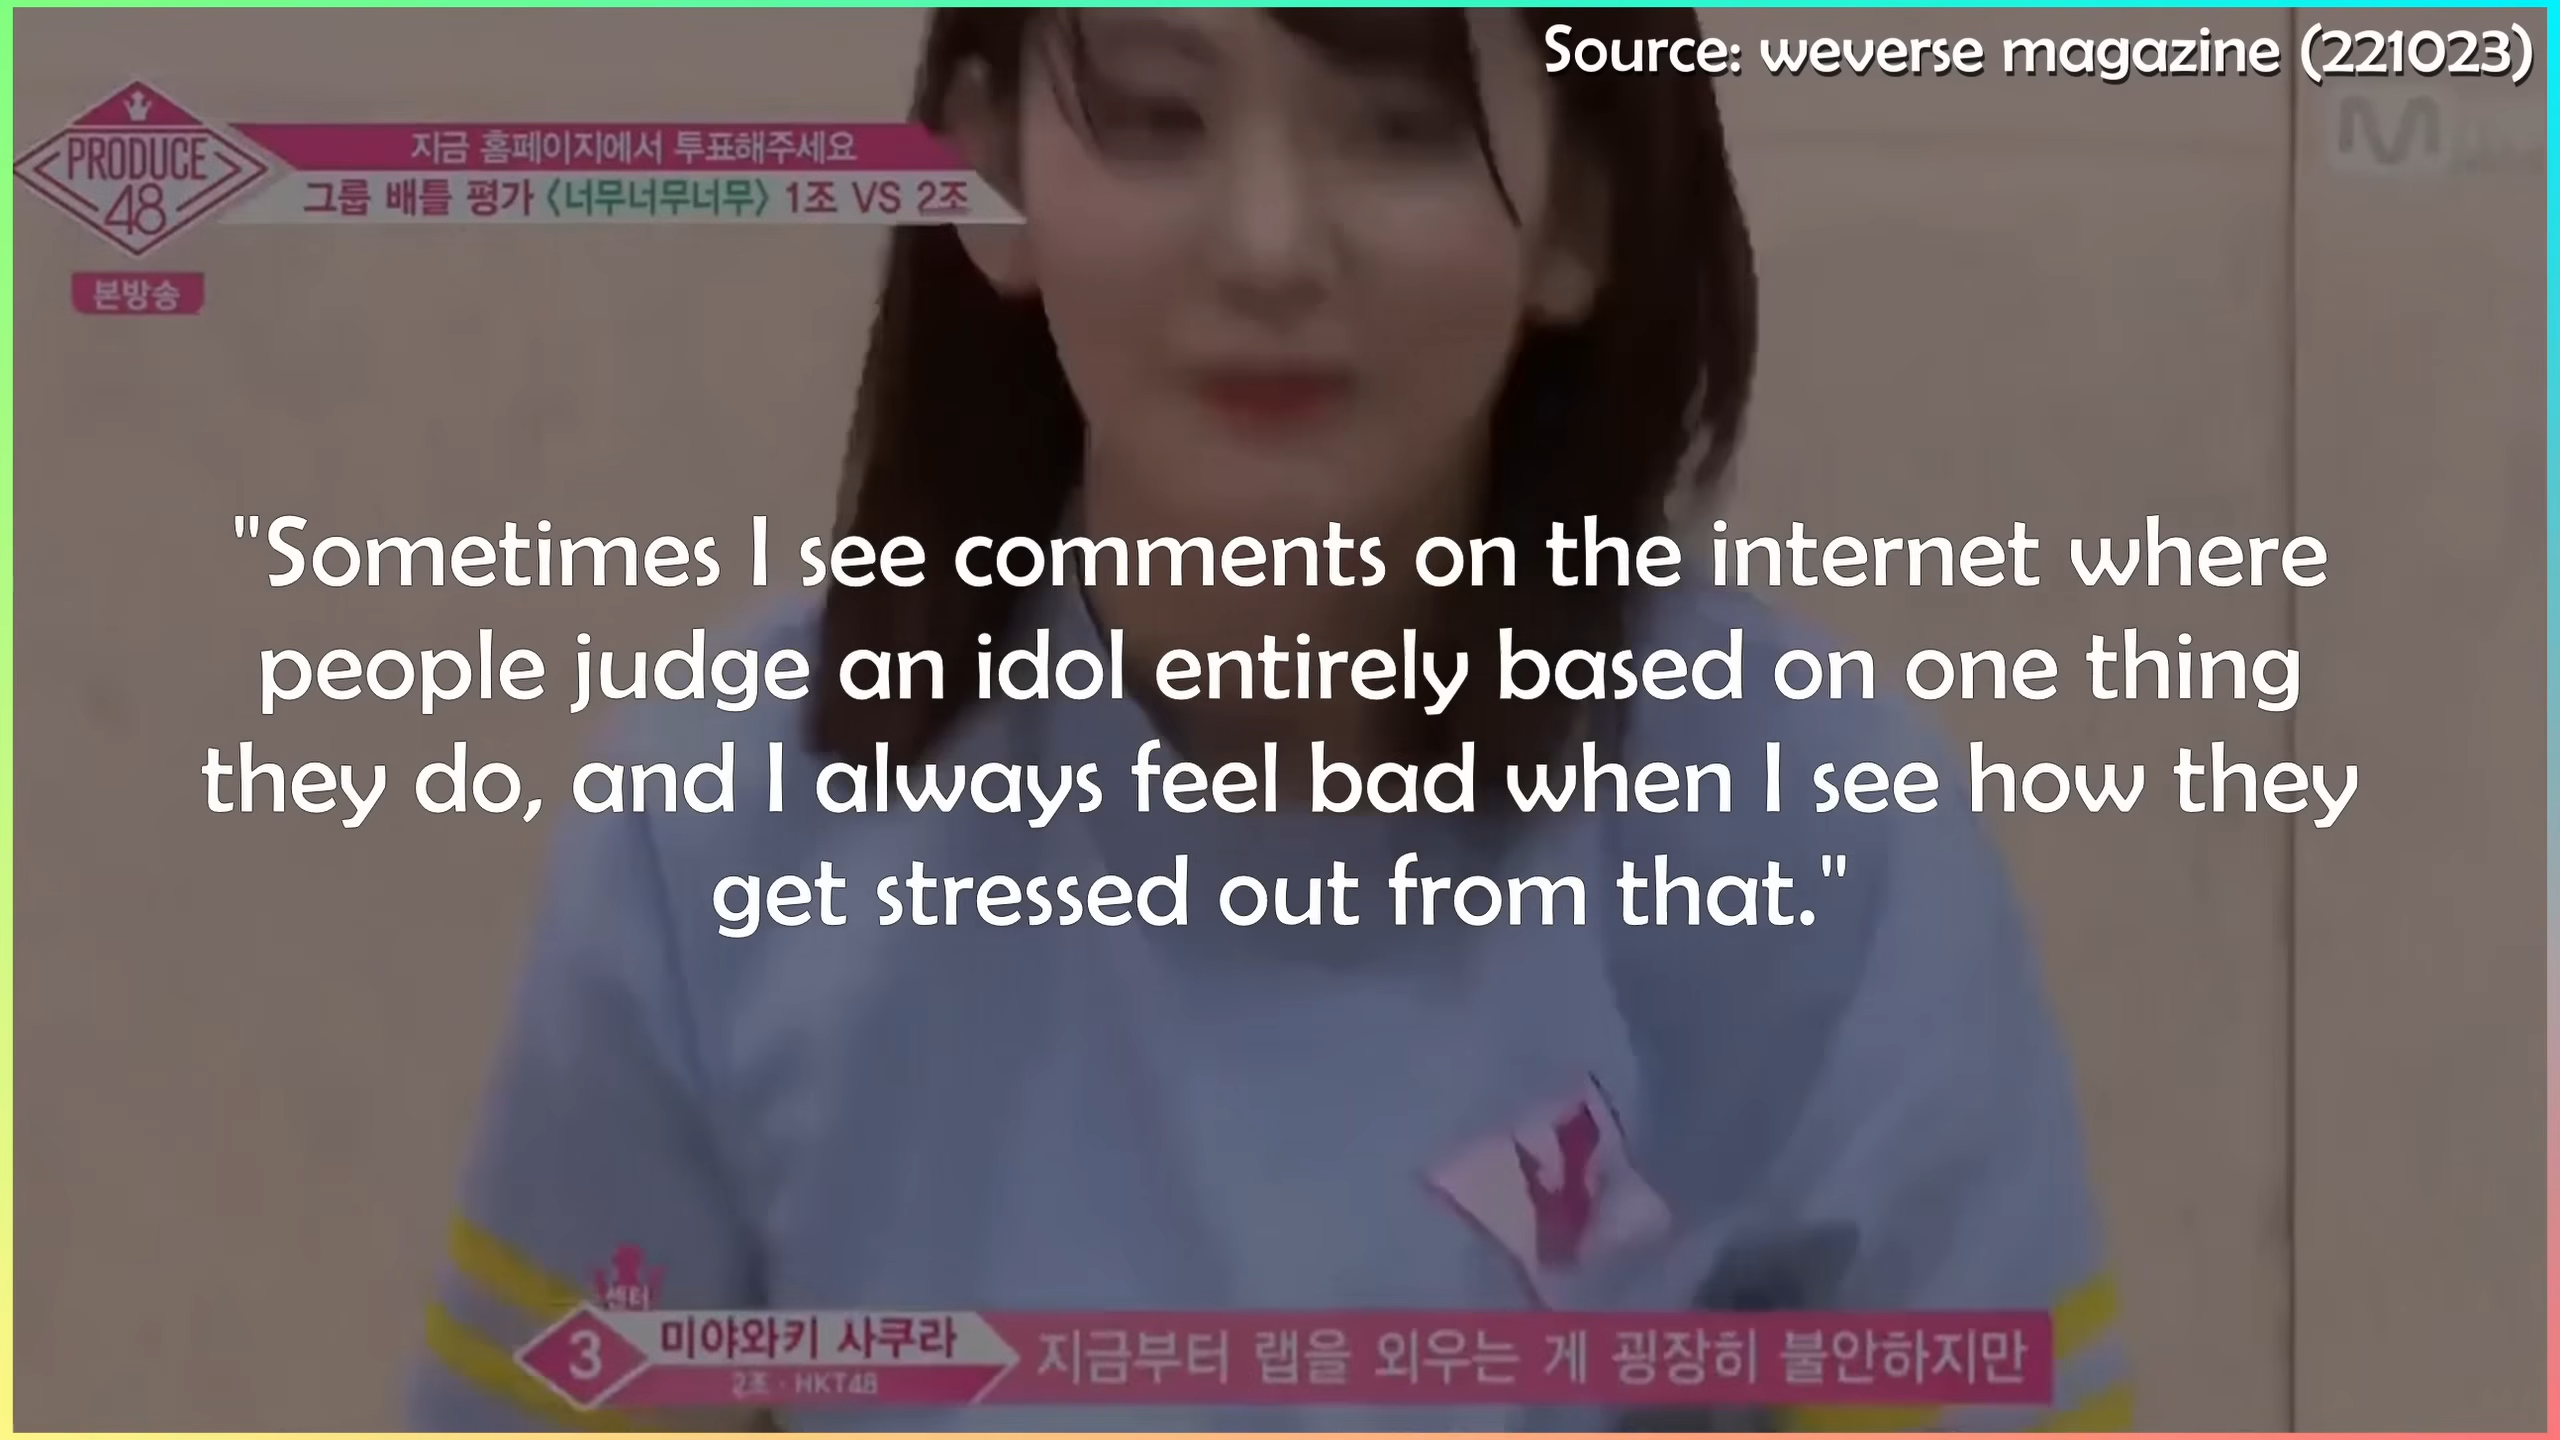 Source: weverse magazine (221023)
PRODUCE
48
지금 홈페이지에서 투표해주세요
그룹 배틀 평가 〈너무너무너무〉 1조 VS 2조
본방송
"Sometimes I see comments on the internet where
people judge an idol entirely based on one thing
they do, and I always feel bad when I see how they
get stressed out from that."
센터
3
미야와키 사쿠라
2조 · HKT48
지금부터 랩을 외우는 게 굉장히 불안하지만